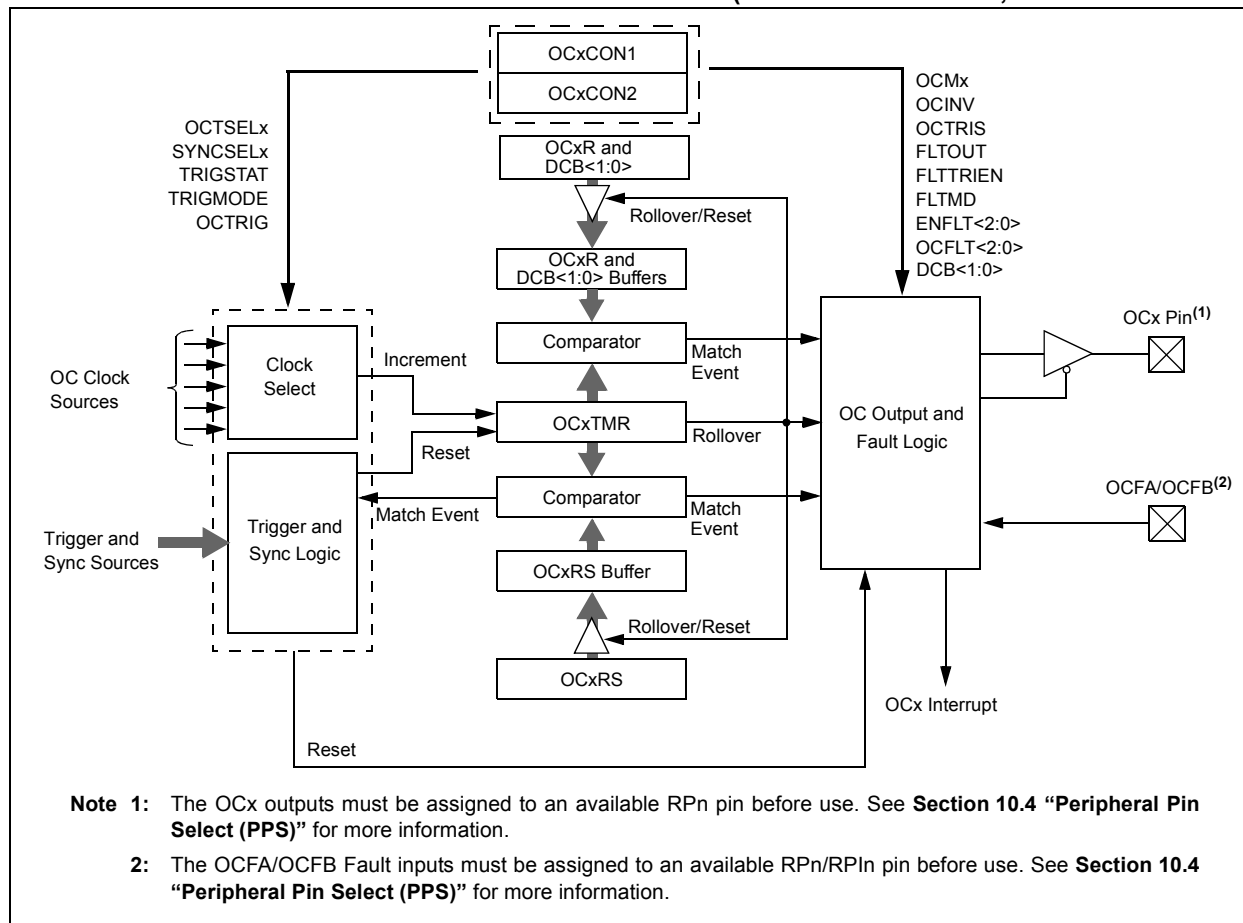 OCxCON1
OCxCON2
OCTSELx
SYNCSELx
TRIGSTAT
TRIGMODE
OCTRIG
OCMx
OCINV
OCTRIS
FLTOUT
FLTTRIEN
FLTMD
ENFLT<2:0>
OCFLT<2:0>
DCB<1:0>
OCxR and
DCB<1:0>
Rollover/Reset
OCxR and
DCB<1:0> Buffers
OC Clock
Sources
Clock
Select
Increment
Comparator
Match
Event
OCxTMR
Rollover
Reset
OC Output and
Fault Logic
OCx Pin(1)
Trigger and
Sync Sources
Trigger and
Sync Logic
Match Event
Comparator
Match
Event
OCFA/OCFB(2)
OCxRS Buffer
Rollover/Reset
OCxRS
OCx Interrupt
Reset
Note 1: The OCx outputs must be assigned to an available RPn pin before use. See Section 10.4 “Peripheral Pin
Select (PPS)” for more information.
2: The OCFA/OCFB Fault inputs must be assigned to an available RPn/RPIn pin before use. See Section 10.4
“Peripheral Pin Select (PPS)” for more information.